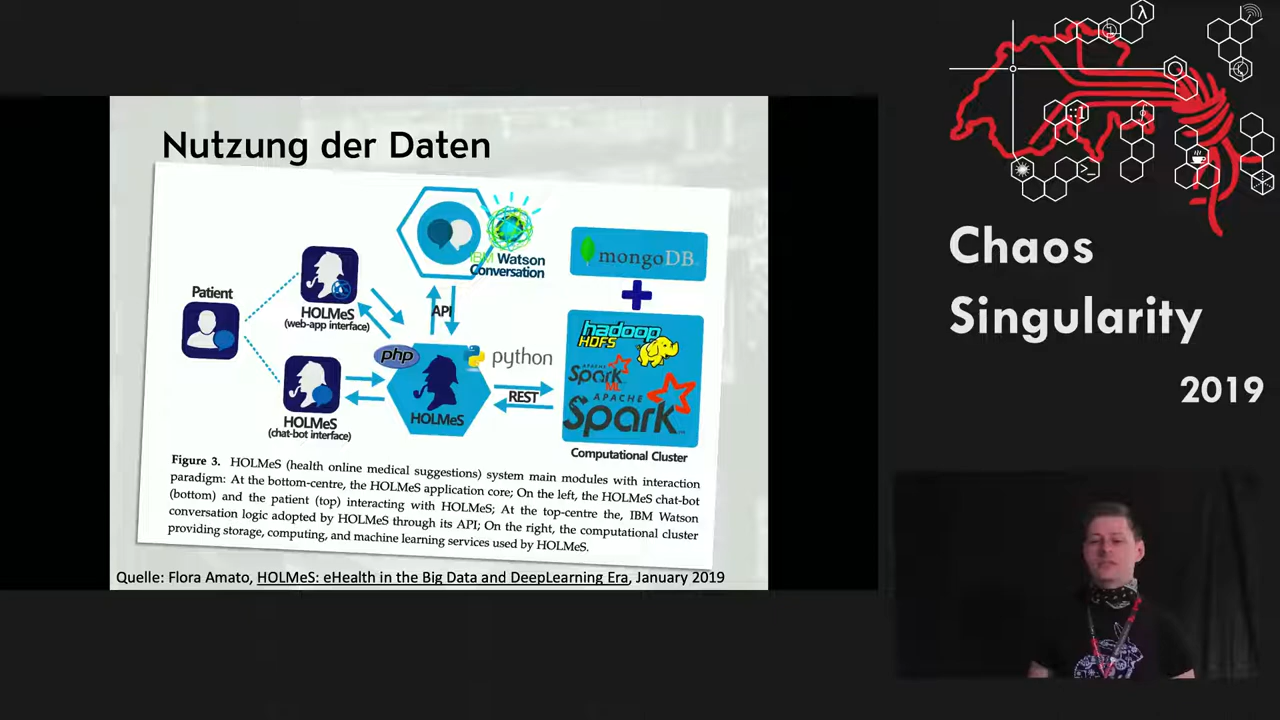 Nutzung der Daten
IBM Watson
Conversation
mongoDB
Patient
HOLMeS
(web-app interface)
API
hadoop
HDFS
php
python
APACHE
Spark
ML
HOLMeS
REST
APACHE
Spark
HOLMeS
(chat-bot interface)
Computational Cluster
Figure 3. HOLMeS (health online medical suggestions) system main modules with interaction
paradigm: At the bottom-centre, the HOLMeS application core; On the left, the HOLMeS chat-bot
(bottom) and the patient (top) interacting with HOLMeS; At the top-centre the, IBM Watson
conversation logic adopted by HOLMeS through its API; On the right, the computational cluster
providing storage, computing, and machine learning services used by HOLMeS.
Quelle: Flora Amato, HOLMeS: eHealth in the Big Data and DeepLearning Era, January 2019
Chaos
Singularity
2019